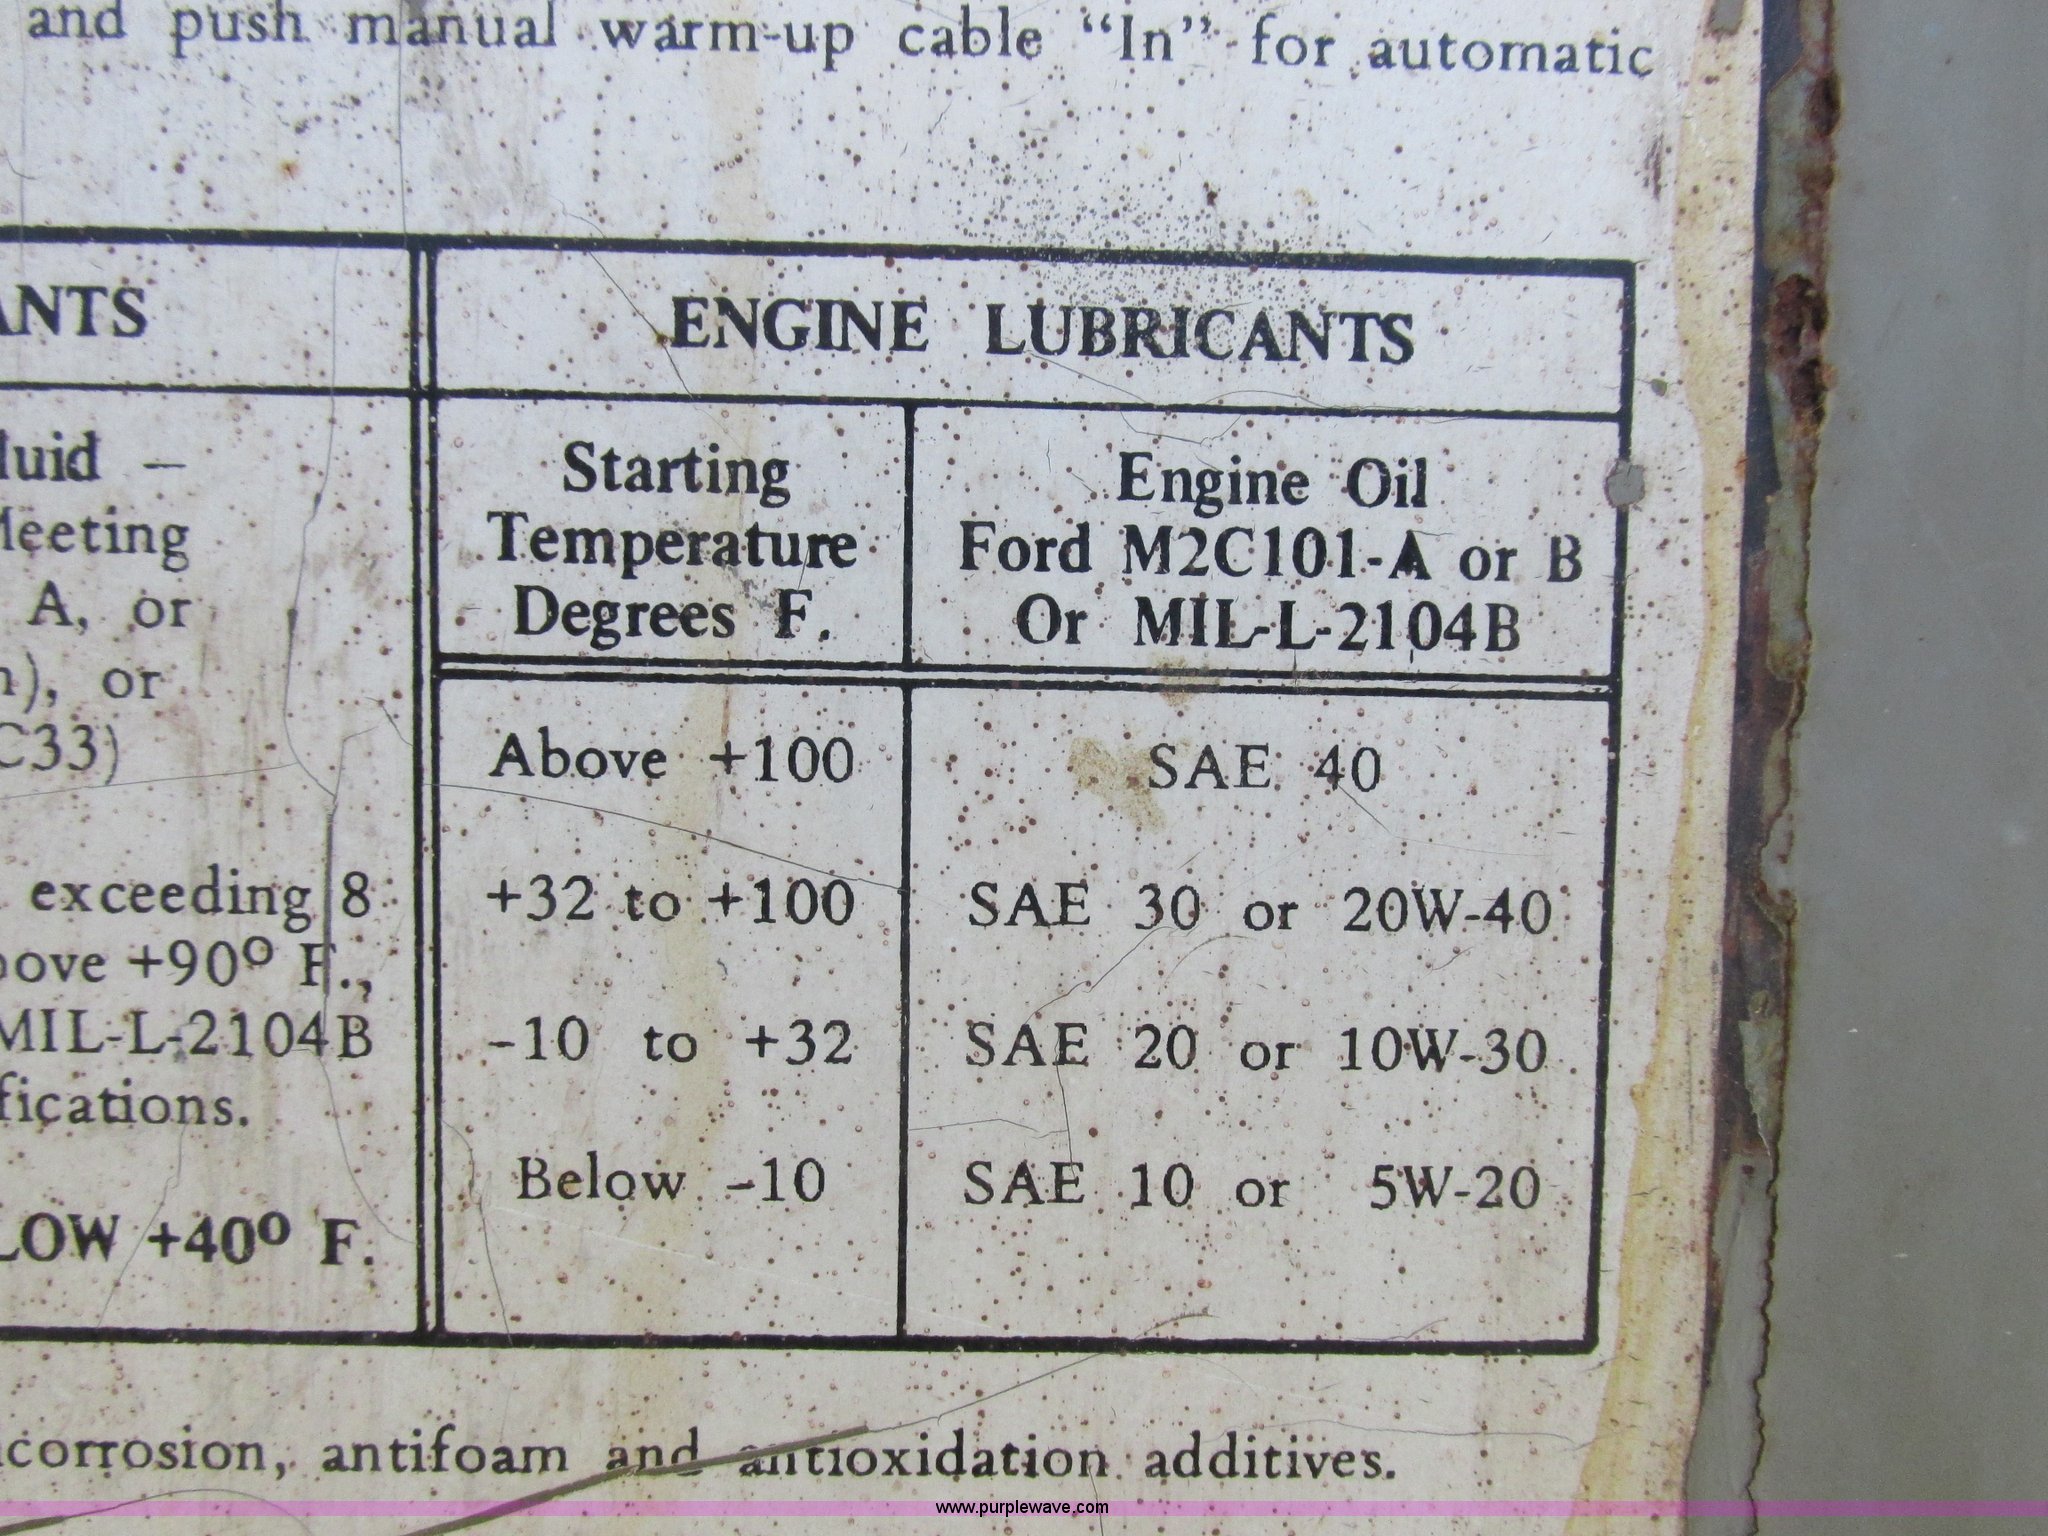 and push manual warm-up cable "In" for automatic
ANTS
luid –
Meeting
A, or
), or
C33)
exceeding 8
bove +90º F.,
MIL-L-2104B
fications.
LOW +40º F.
ENGINE LUBRICANTS
Starting
Temperature
Degrees F.
Engine Oil
Ford M2C101-A or B
Or MIL-L-2104B
Above +100 SAE 40
+32 to +100 SAE 30 or 20W-40
-10 to +32 SAE 20 or 10W-30
Below -10 SAE 10 or 5W-20
corrosion, antifoam and antioxidation additives.
www.purplewave.com